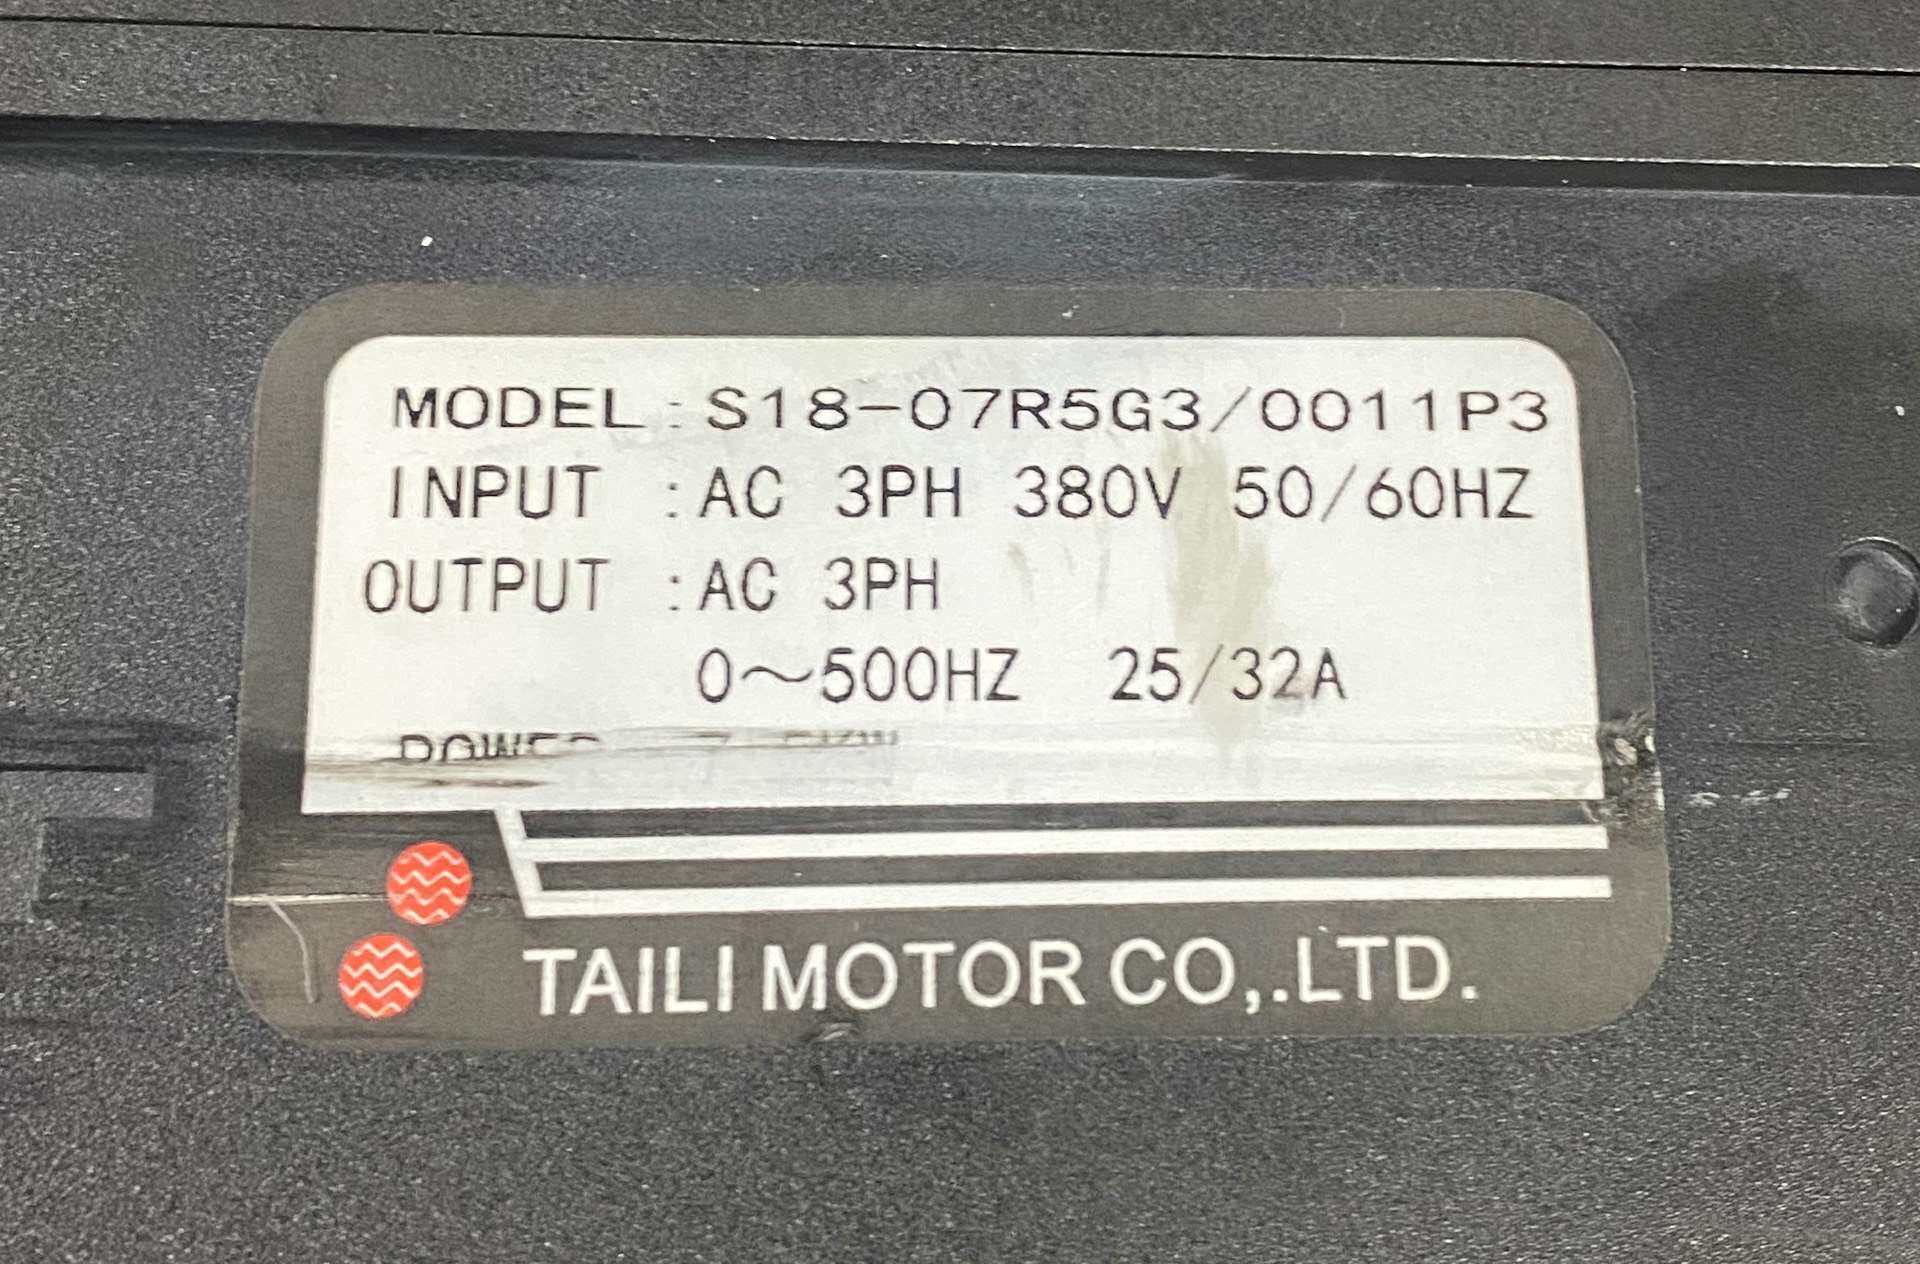 MODEL:S18-07R5G3/0011P3
INPUT :AC 3PH 380V 50/60HZ
OUTPUT :AC 3PH
0~500HZ 25/32A
POWER
TAILI MOTOR CO,.LTD.